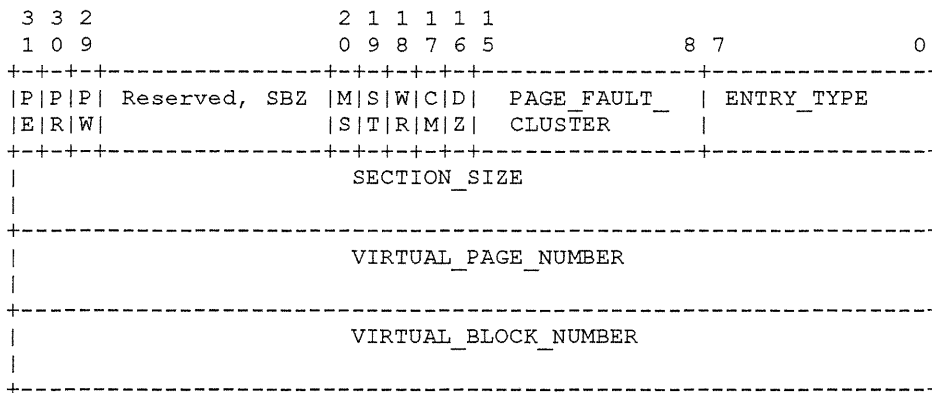 3 3 2 2 1 1 1 1 1
1 0 9 0 9 8 7 6 5 8 7 0
+-+-+-+---------------+-+-+-+-+-+---------------+---------------
|P|P|P| Reserved, SBZ |M|S|W|C|D| PAGE_FAULT_ | ENTRY_TYPE
|E|R|W| |S|T|R|M|Z| CLUSTER |
+-+-+-+---------------+-+-+-+-+-+---------------+---------------
| SECTION_SIZE
|
+---------------------------------------------------------------
| VIRTUAL_PAGE_NUMBER
|
+---------------------------------------------------------------
| VIRTUAL_BLOCK_NUMBER
|
+---------------------------------------------------------------